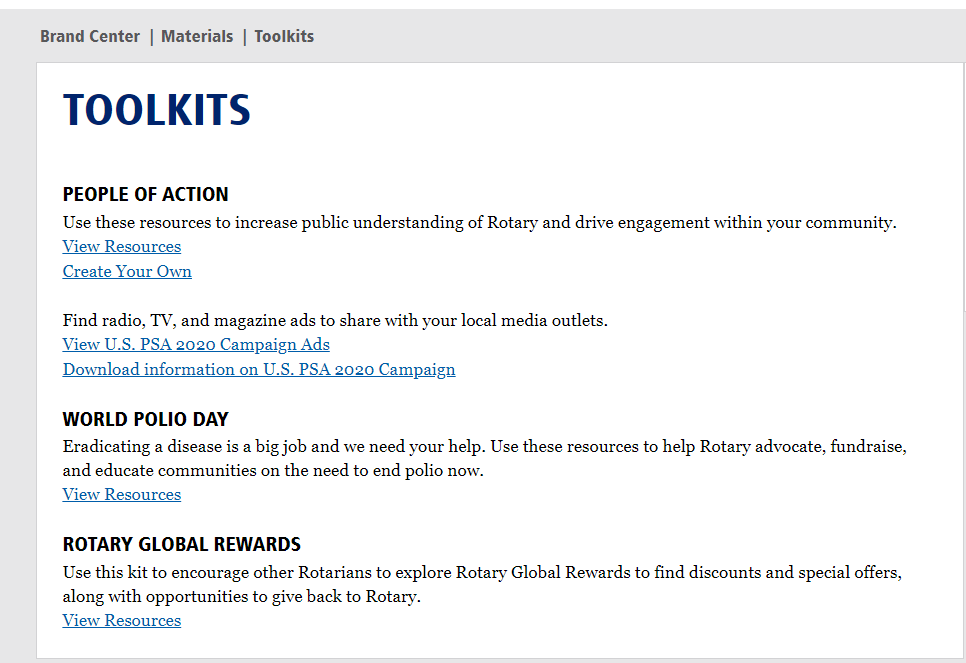 Brand Center | Materials | Toolkits
TOOLKITS
PEOPLE OF ACTION
Use these resources to increase public understanding of Rotary and drive engagement within your community.
View Resources
Create Your Own
Find radio, TV, and magazine ads to share with your local media outlets.
View U.S. PSA 2020 Campaign Ads
Download information on U.S. PSA 2020 Campaign
WORLD POLIO DAY
Eradicating a disease is a big job and we need your help. Use these resources to help Rotary advocate, fundraise,
and educate communities on the need to end polio now.
View Resources
ROTARY GLOBAL REWARDS
Use this kit to encourage other Rotarians to explore Rotary Global Rewards to find discounts and special offers,
along with opportunities to give back to Rotary.
View Resources